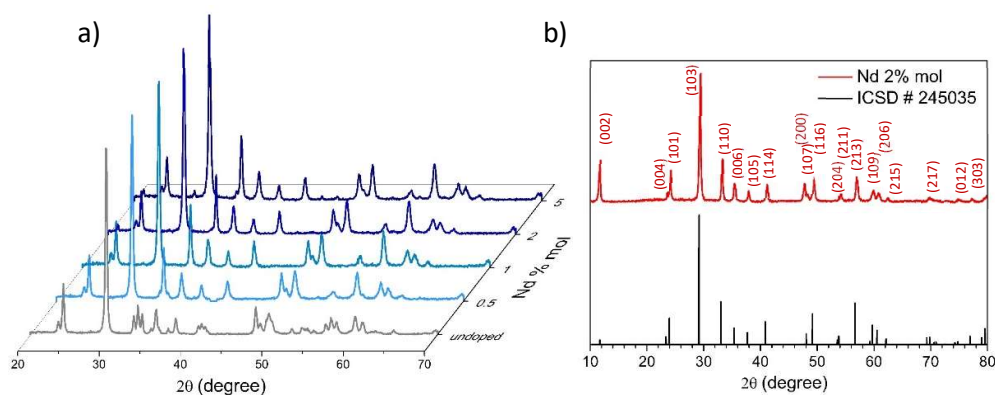 a)
20 30 40 50 60 70
2θ (degree)
undoped
0.5
1
2
5
Nd % mol
b)
Nd 2% mol
ICSD # 245035
(002)
(004)
(101)
(103)
(110)
(006)
(105)
(114)
(107)
(200)
(116)
(204)
(211)
(213)
(109)
(206)
(215)
(217)
(012)
(303)
10 20 30 40 50 60 70 80
2θ (degree)